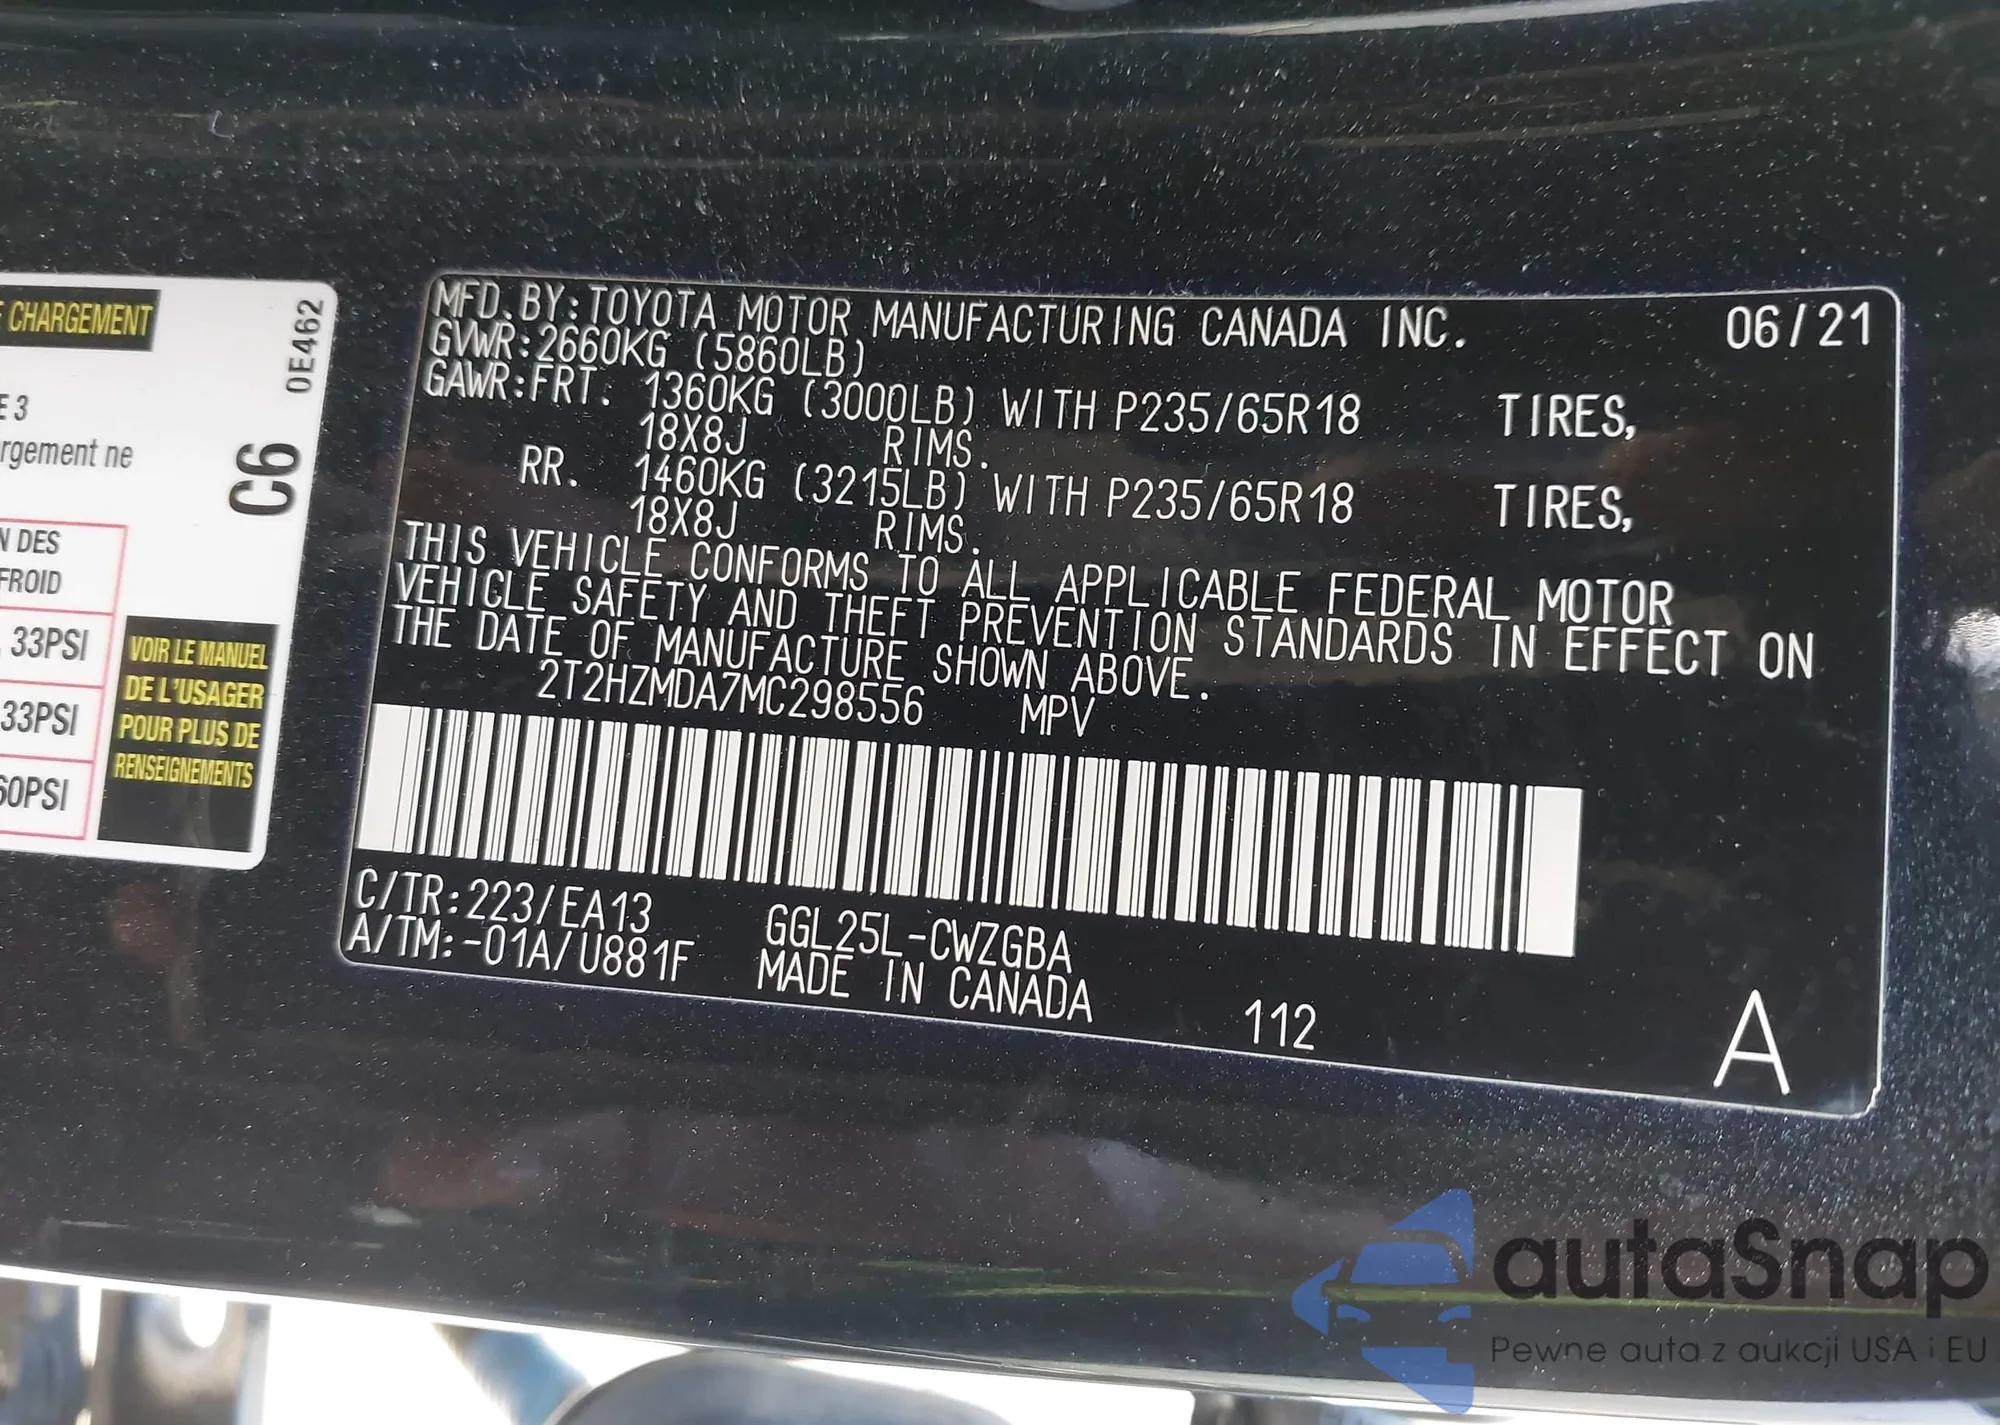 CHARGEMENT
0E462
E 3
rgement ne
C6
N DES
FROID
33PSI
33PSI
60PSI
VOIR LE MANUEL
DE L'USAGER
POUR PLUS DE
RENSEIGNEMENTS
MFD.BY:TOYOTA MOTOR MANUFACTURING CANADA INC. 06/21
GVWR:2660KG (5860LB)
GAWR:FRT. 1360KG (3000LB) WITH P235/65R18 TIRES,
18X8J RIMS.
RR. 1460KG (3215LB) WITH P235/65R18 TIRES,
18X8J RIMS.
THIS VEHICLE CONFORMS TO ALL APPLICABLE FEDERAL MOTOR
VEHICLE SAFETY AND THEFT PREVENTION STANDARDS IN EFFECT ON
THE DATE OF MANUFACTURE SHOWN ABOVE.
2T2HZMDA7MC298556 MPV
C/TR:223/EA13 GGL25L-CWZGBA
A/TM:-01A/U881F MADE IN CANADA
112 A
autaSnap
Pewne auta z aukcji USA i EU